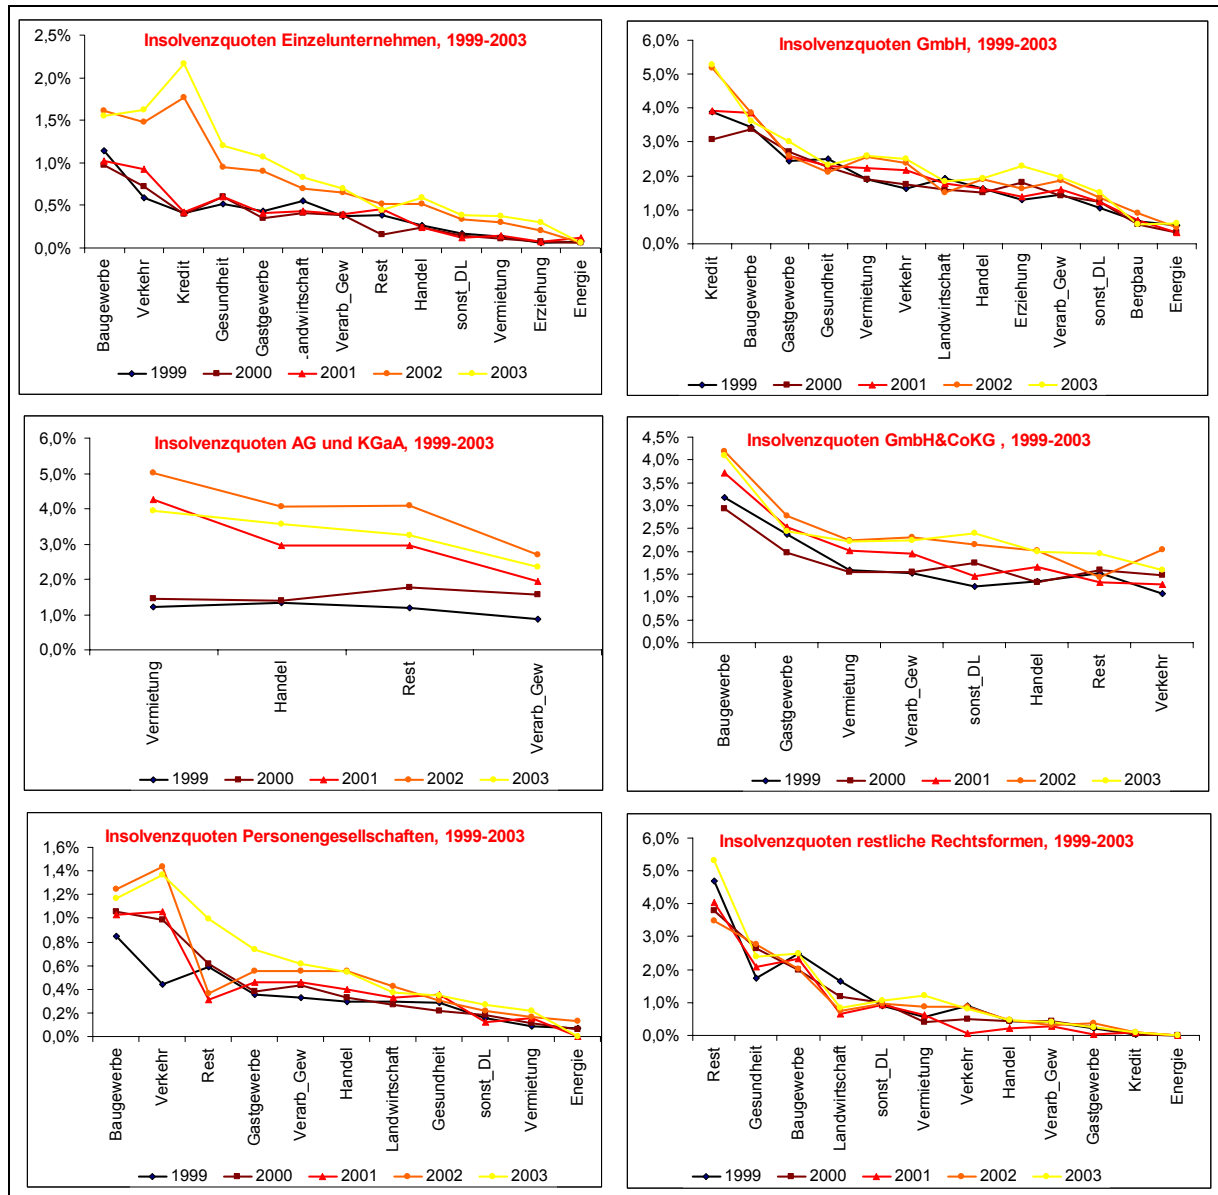 Insolvenzquoten Einzelunternehmen, 1999-2003
2,5%
2,0%
1,5%
1,0%
0,5%
0,0%
Baugewerbe
Verkehr
Kredit
Gesundheit
Gastgewerbe
Landwirtschaft
Verarb_Gew
Rest
Handel
sonst_DL
Vermietung
Erziehung
Energie
1999 2000 2001 2002 2003
Insolvenzquoten GmbH, 1999-2003
6,0%
5,0%
4,0%
3,0%
2,0%
1,0%
0,0%
Kredit
Baugewerbe
Gastgewerbe
Gesundheit
Vermietung
Verkehr
Landwirtschaft
Handel
Erziehung
Verarb_Gew
sonst_DL
Bergbau
Energie
1999 2000 2001 2002 2003
Insolvenzquoten AG und KGaA, 1999-2003
6,0%
5,0%
4,0%
3,0%
2,0%
1,0%
0,0%
Vermietung
Handel
Rest
Verarb_Gew
1999 2000 2001 2002 2003
Insolvenzquoten GmbH&CoKG , 1999-2003
4,5%
4,0%
3,5%
3,0%
2,5%
2,0%
1,5%
1,0%
0,5%
0,0%
Baugewerbe
Gastgewerbe
Vermietung
Verarb_Gew
sonst_DL
Handel
Rest
Verkehr
1999 2000 2001 2002 2003
Insolvenzquoten Personengesellschaften, 1999-2003
1,6%
1,4%
1,2%
1,0%
0,8%
0,6%
0,4%
0,2%
0,0%
Baugewerbe
Verkehr
Rest
Gastgewerbe
Verarb_Gew
Handel
Landwirtschaft
Gesundheit
sonst_DL
Vermietung
Energie
1999 2000 2001 2002 2003
Insolvenzquoten restliche Rechtsformen, 1999-2003
6,0%
5,0%
4,0%
3,0%
2,0%
1,0%
0,0%
Rest
Gesundheit
Baugewerbe
Landwirtschaft
sonst_DL
Vermietung
Verkehr
Handel
Verarb_Gew
Gastgewerbe
Kredit
Energie
1999 2000 2001 2002 2003